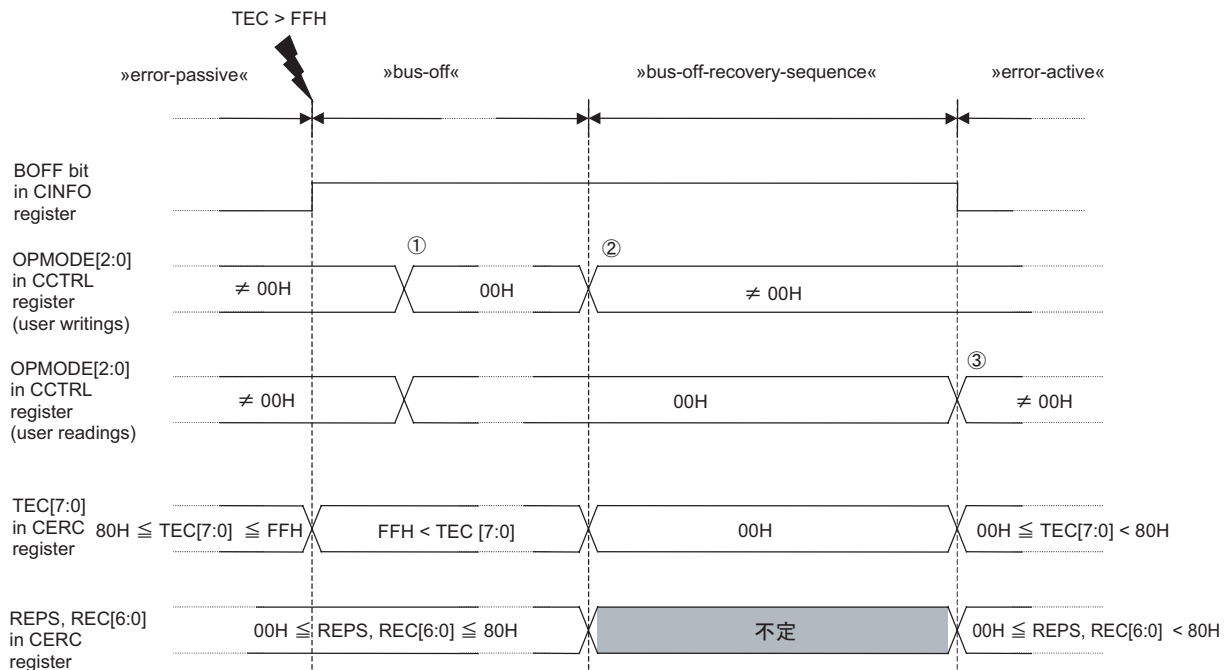 TEC > FFH
»error-passive«
»bus-off«
»bus-off-recovery-sequence«
»error-active«
BOFF bit
in CINFO
register
OPMODE[2:0]
in CCTRL
register
(user writings)
≠ 00H
①
00H
②
≠ 00H
OPMODE[2:0]
in CCTRL
register
(user readings)
≠ 00H
00H
③
≠ 00H
TEC[7:0]
in CERC
register
80H ≦ TEC[7:0] ≦ FFH
FFH < TEC [7:0]
00H
00H ≦ TEC[7:0] < 80H
REPS, REC[6:0]
in CERC
register
00H ≦ REPS, REC[6:0] ≦ 80H
不定
00H ≦ REPS, REC[6:0] < 80H